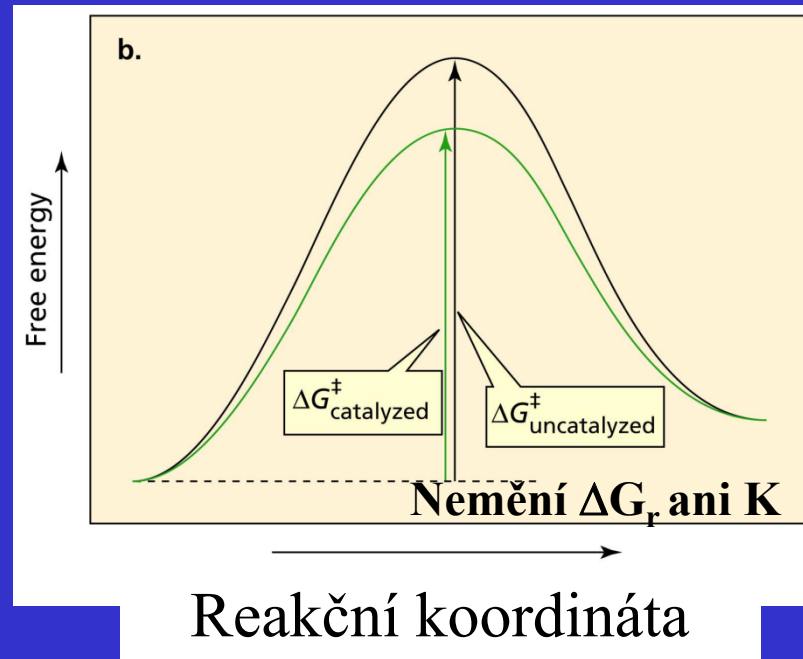 b.
Free energy
ΔG‡catalyzed
ΔG‡uncatalyzed
Nemění ΔGr ani K
Reakční koordináta